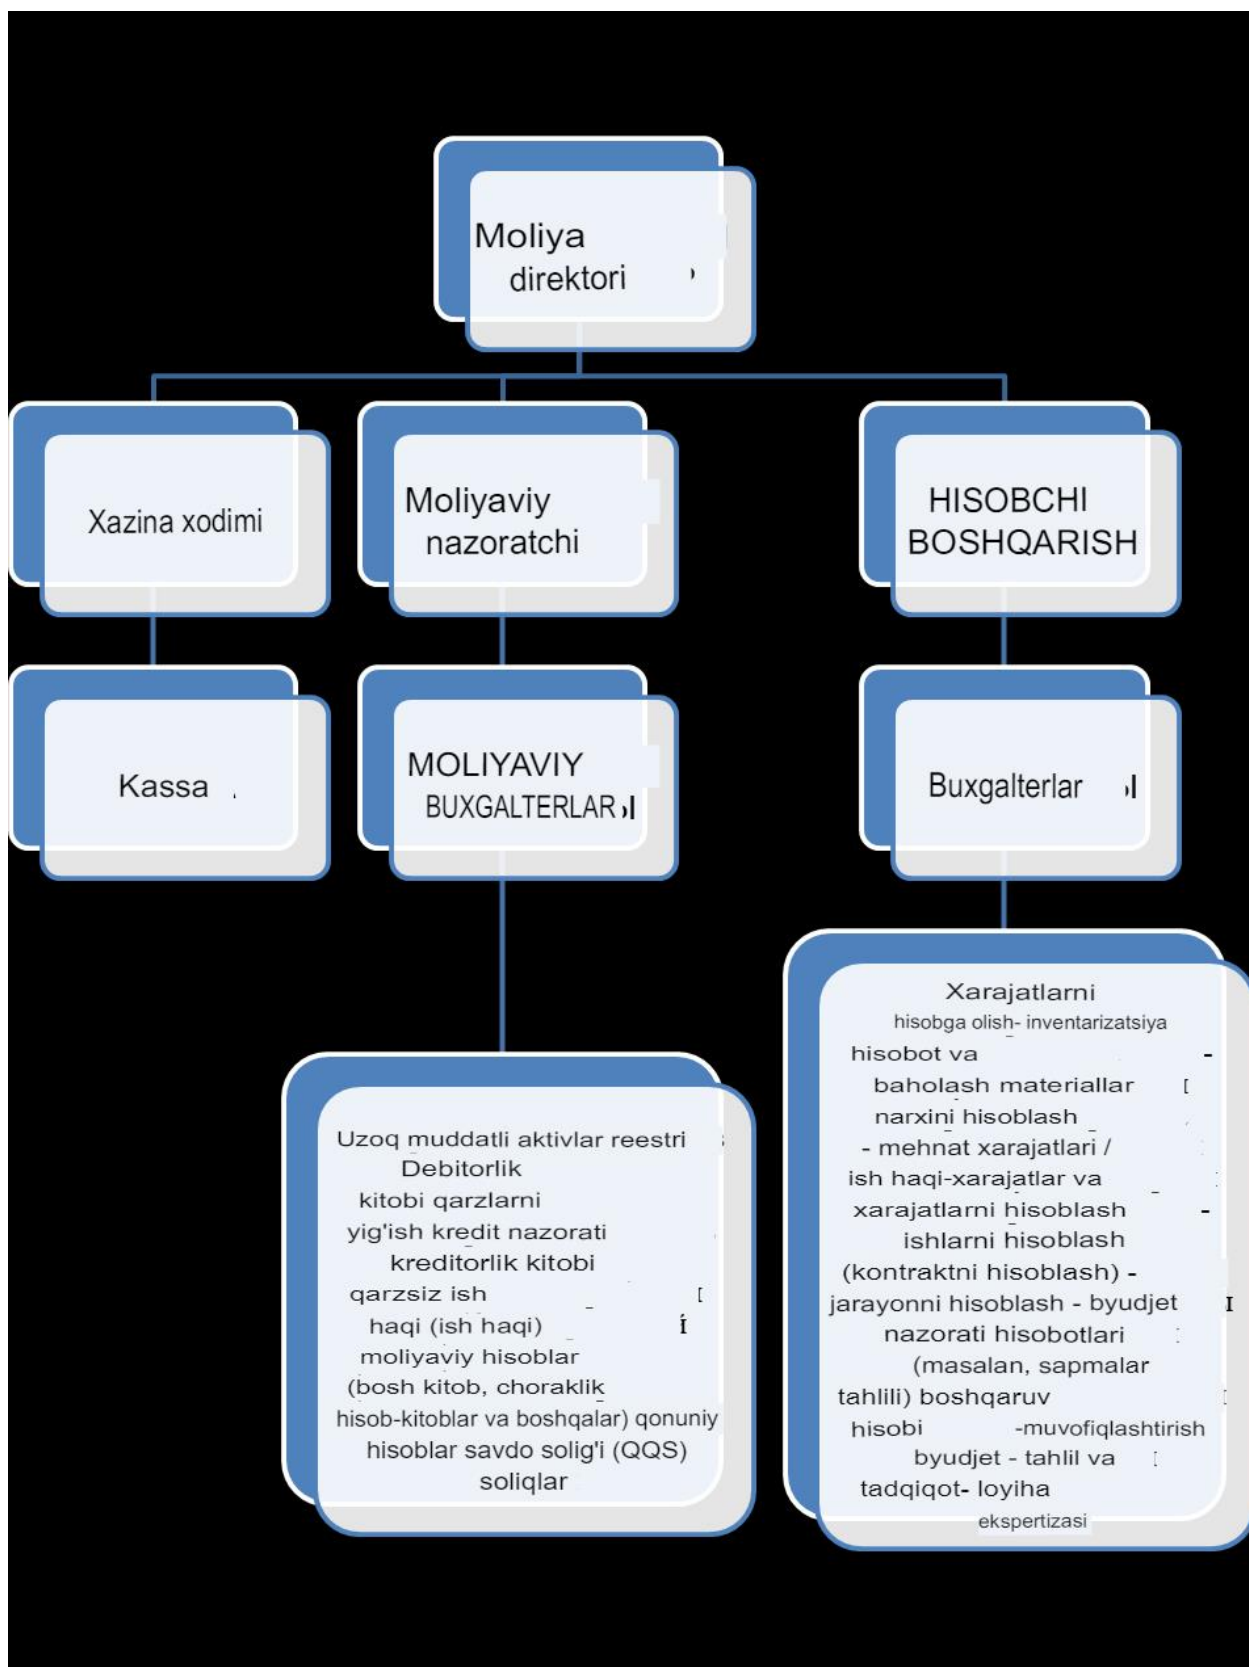 Moliya
direktori
Xazina xodimi
Moliyaviy
nazoratchi
HISOBCHI
BOSHQARISH
Kassa
MOLIYAVIY
BUXGALTERLAR
Buxgalterlar
Uzoq muddatli aktivlar reestri
Debitorlik
kitobi qarzlarni
yig'ish kredit nazorati
kreditorlik kitobi
qarzsiz ish
haqi (ish haqi)
moliyaviy hisoblar
(bosh kitob, choraklik
hisob-kitoblar va boshqalar) qonuniy
hisoblar savdo solig'i (QQS)
soliqlar
Xarajatlarni
hisobga olish- inventarizatsiya
hisobot va -
baholash materiallar
narxini hisoblash
- mehnat xarajatlari /
ish haqi-xarajatlar va
xarajatlarni hisoblash -
ishlarni hisoblash
(kontraktni hisoblash) -
jarayonni hisoblash - byudjet
nazorati hisobotlari
(masalan, sapmalar
tahlili) boshqaruv
hisobi -muvofiqlashtirish
byudjet - tahlil va
tadqiqot- loyiha
ekspertizasi